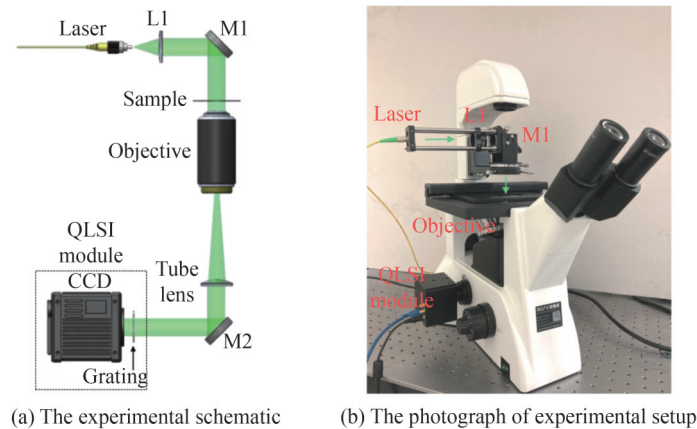 Laser
L1
M1
Sample
Objective
QLSI
module
CCD
Tube
lens
M2
Grating
(a) The experimental schematic
Laser
L1
M1
Objective
QLSI
module
(b) The photograph of experimental setup